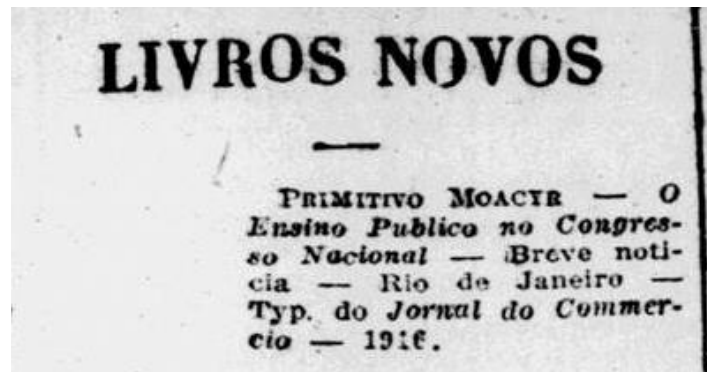 LIVROS NOVOS
PRIMITIVO MOACYR — O
Ensino Publico no Congres-
so Nacional — Breve noti-
cia — Rio de Janeiro —
Typ. do Jornal do Commer-
cio — 1916.